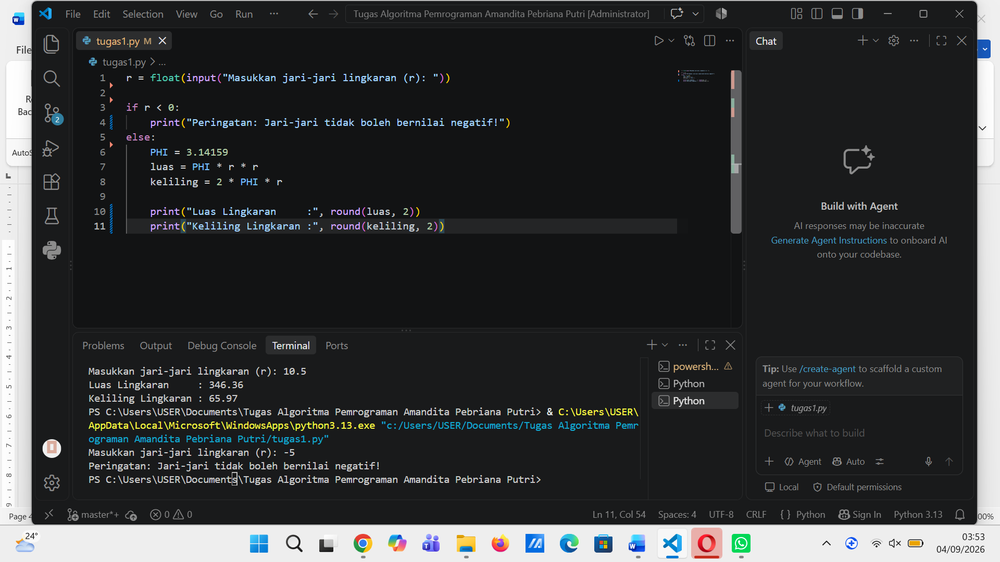 File Edit Selection View Go Run ···
Tugas Algoritma Pemrograman Amandita Pebriana Putri [Administrator]
File
AutoS
Page 4
00%
2
tugas1.py M
tugas1.py > ...
1 r = float(input("Masukkan jari-jari lingkaran (r): "))
2
3 if r < 0:
4     print("Peringatan: Jari-jari tidak boleh bernilai negatif!")
5 else:
6     PHI = 3.14159
7     luas = PHI * r * r
8     keliling = 2 * PHI * r
9
10     print("Luas Lingkaran     :", round(luas, 2))
11     print("Keliling Lingkaran :", round(keliling, 2))
Chat
Build with Agent
AI responses may be inaccurate
Generate Agent Instructions to onboard AI
onto your codebase.
Tip: Use /create-agent to scaffold a custom
agent for your workflow.
tugas1.py
Describe what to build
Agent Auto
Local Default permissions
Problems Output Debug Console Terminal Ports
powersh...
Python
Python
Masukkan jari-jari lingkaran (r): 10.5
Luas Lingkaran     : 346.36
Keliling Lingkaran : 65.97
PS C:\Users\USER\Documents\Tugas Algoritma Pemrograman Amandita Pebriana Putri> & C:\Users\USER\
AppData\Local\Microsoft\WindowsApps\python3.13.exe "c:/Users/USER/Documents/Tugas Algoritma Pemr
ograman Amandita Pebriana Putri/tugas1.py"
Masukkan jari-jari lingkaran (r): -5
Peringatan: Jari-jari tidak boleh bernilai negatif!
PS C:\Users\USER\Documents\Tugas Algoritma Pemrograman Amandita Pebriana Putri>
master*+ 0 0 Ln 11, Col 54 Spaces: 4 UTF-8 CRLF { } Python Sign In Python 3.13
24°
03:53
04/09/2026